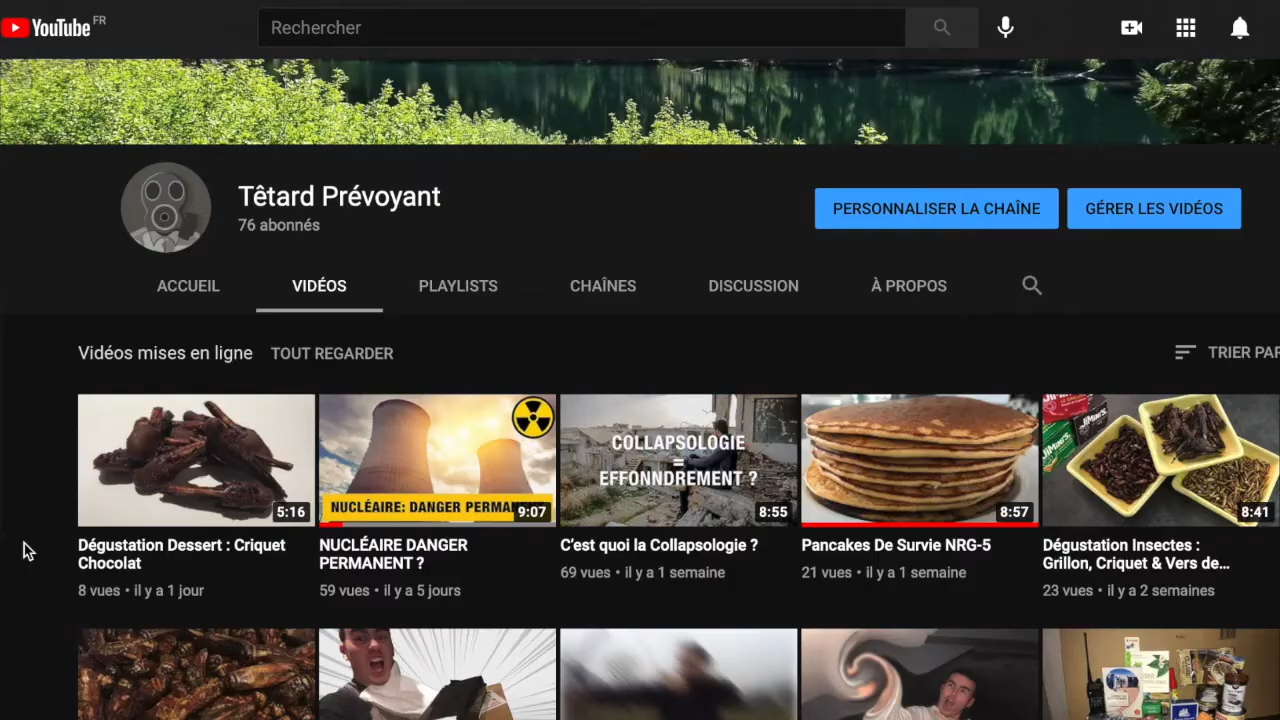 YouTube FR
Rechercher
Têtard Prévoyant
76 abonnés
PERSONNALISER LA CHAÎNE
GÉRER LES VIDÉOS
ACCUEIL
VIDÉOS
PLAYLISTS
CHAÎNES
DISCUSSION
À PROPOS
Vidéos mises en ligne
TOUT REGARDER
TRIER PAR
5:16
NUCLÉAIRE: DANGER PERMA
9:07
COLLAPSOLOGIE
=
EFFONNDREMENT ?
8:55
8:57
JiMiNi'S
8:41
Dégustation Dessert : Criquet
Chocolat
8 vues • il y a 1 jour
NUCLÉAIRE DANGER
PERMANENT ?
59 vues • il y a 5 jours
C'est quoi la Collapsologie ?
69 vues • il y a 1 semaine
Pancakes De Survie NRG-5
21 vues • il y a 1 semaine
Dégustation Insectes :
Grillon, Criquet & Vers de…
23 vues • il y a 2 semaines